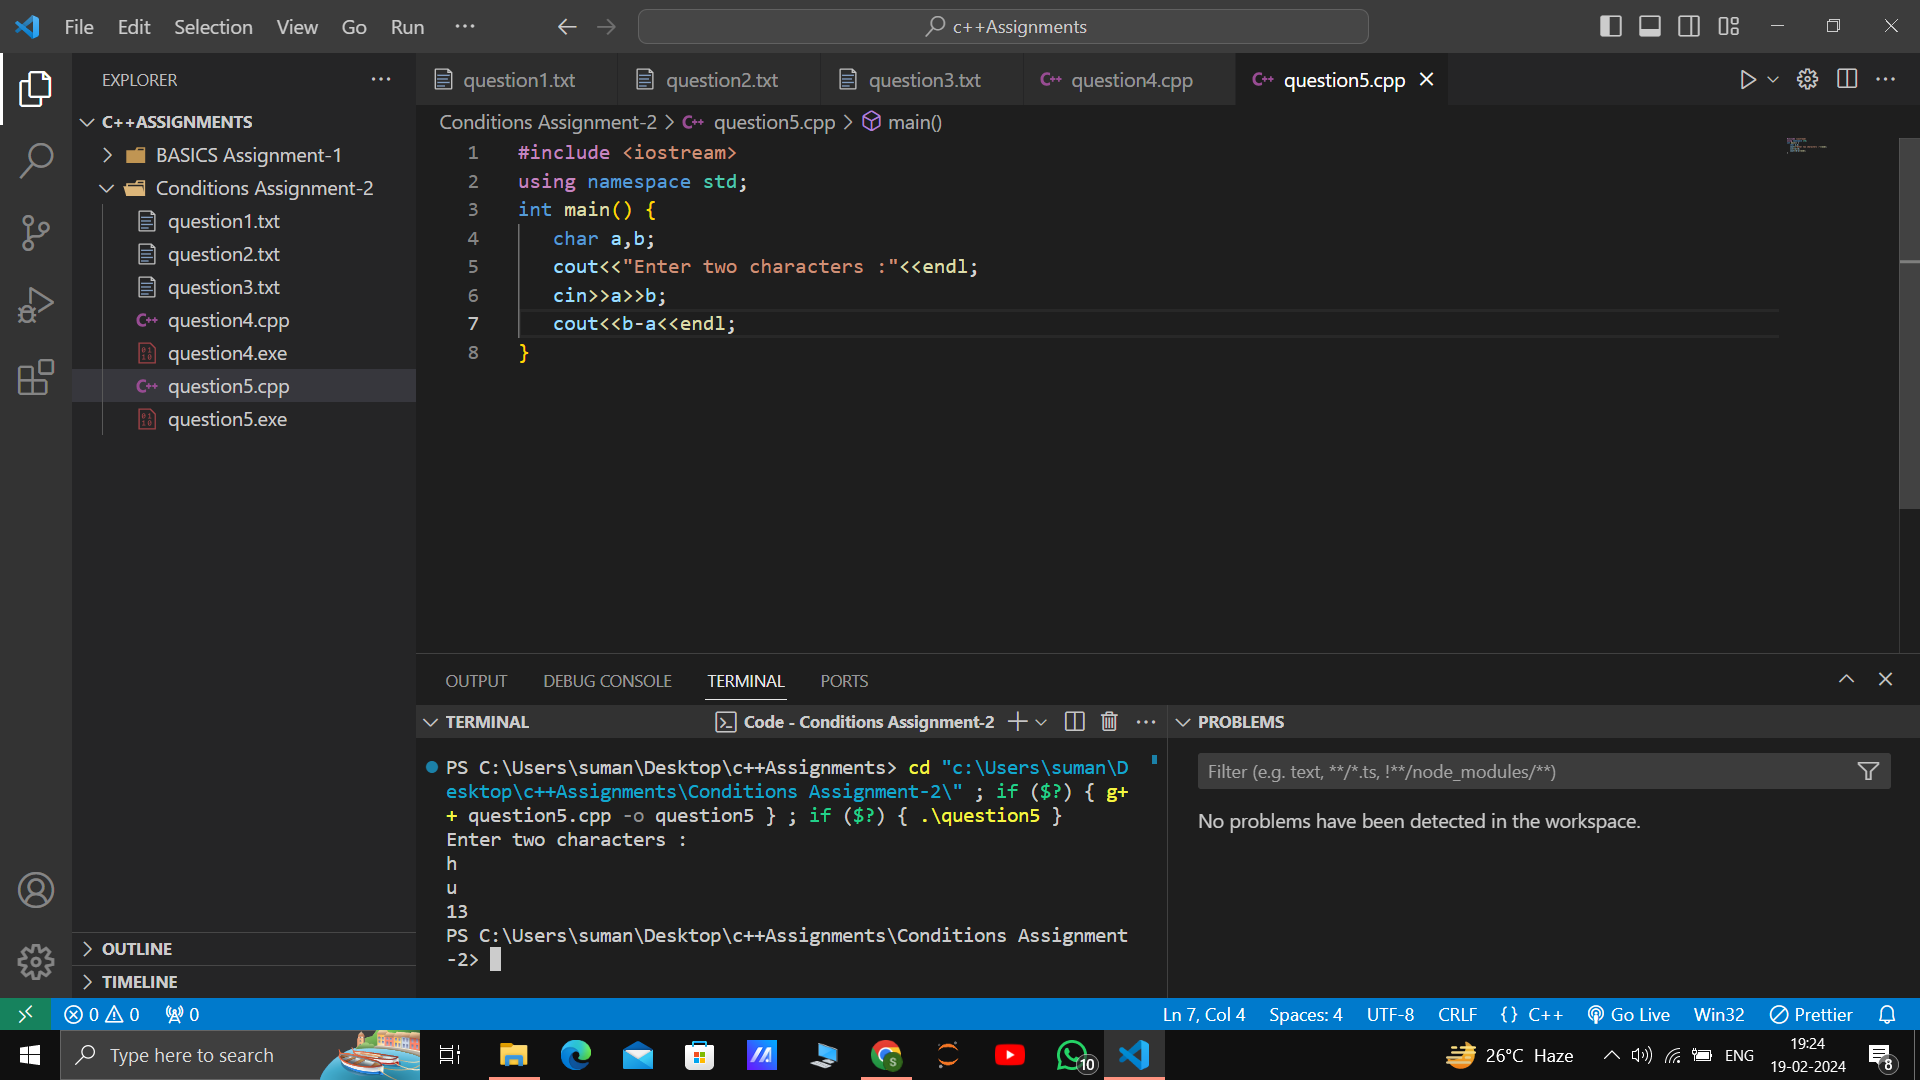 File Edit Selection View Go Run ··· c++Assignments
EXPLORER ···
C++ASSIGNMENTS
BASICS Assignment-1
Conditions Assignment-2
question1.txt
question2.txt
question3.txt
C++ question4.cpp
question4.exe
C++ question5.cpp
question5.exe
OUTLINE
TIMELINE
question1.txt question2.txt question3.txt C++ question4.cpp C++ question5.cpp
Conditions Assignment-2 > C++ question5.cpp > main()
1 #include <iostream>
2 using namespace std;
3 int main() {
4 char a,b;
5 cout<<"Enter two characters :"<<endl;
6 cin>>a>>b;
7 cout<<b-a<<endl;
8 }
OUTPUT DEBUG CONSOLE TERMINAL PORTS
TERMINAL Code - Conditions Assignment-2
PS C:\Users\suman\Desktop\c++Assignments> cd "c:\Users\suman\D
esktop\c++Assignments\Conditions Assignment-2\" ; if ($?) { g+
+ question5.cpp -o question5 } ; if ($?) { .\question5 }
Enter two characters :
h
u
13
PS C:\Users\suman\Desktop\c++Assignments\Conditions Assignment
-2>
PROBLEMS
Filter (e.g. text, **/*.ts, !**/node_modules/**)
No problems have been detected in the workspace.
0 0 0 Ln 7, Col 4 Spaces: 4 UTF-8 CRLF {} C++ Go Live Win32 Prettier
Type here to search 10 26°C Haze ENG 19:24
19-02-2024 8